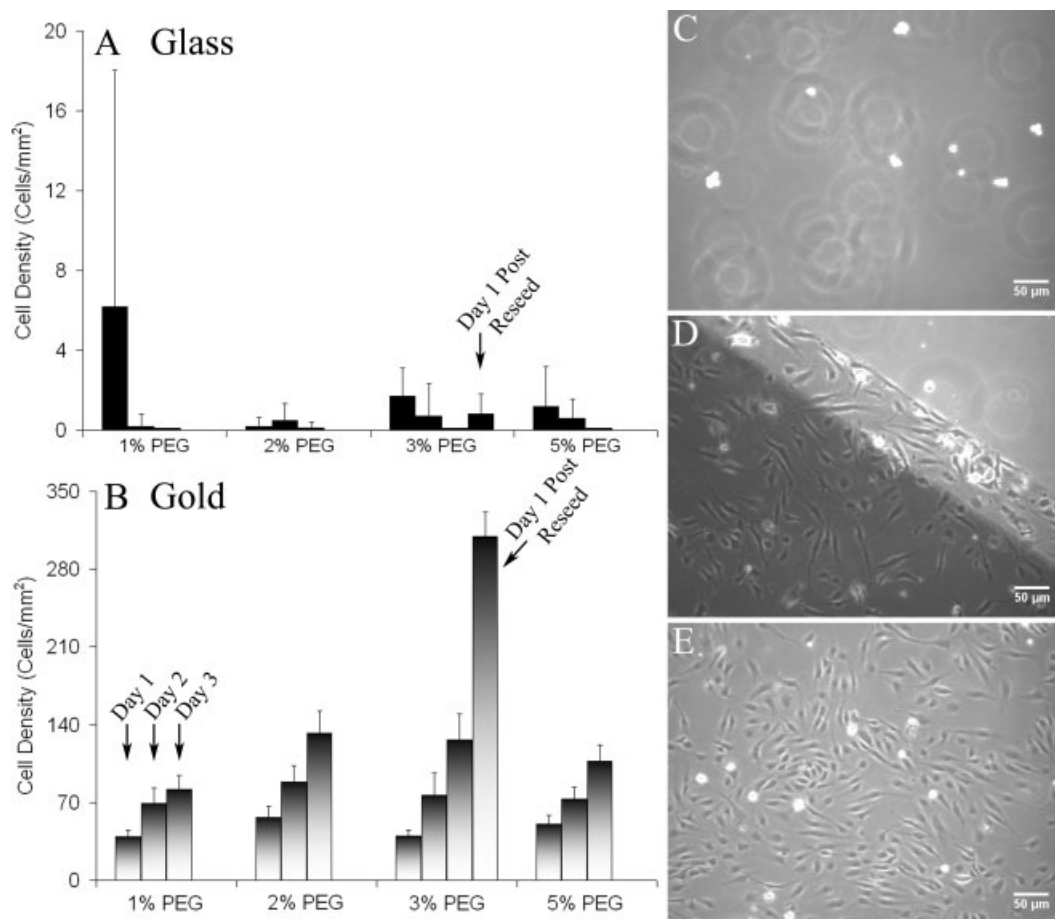 A Glass
20
16
12
8
4
0
Cell Density (Cells/mm²)
Day 1 Post
Reseed
1% PEG 2% PEG 3% PEG 5% PEG
B Gold
350
280
210
140
70
0
Cell Density (Cells/mm²)
Day 1
Day 2
Day 3
Day 1 Post
Reseed
1% PEG 2% PEG 3% PEG 5% PEG
C
50 µm
D
50 µm
E
50 µm